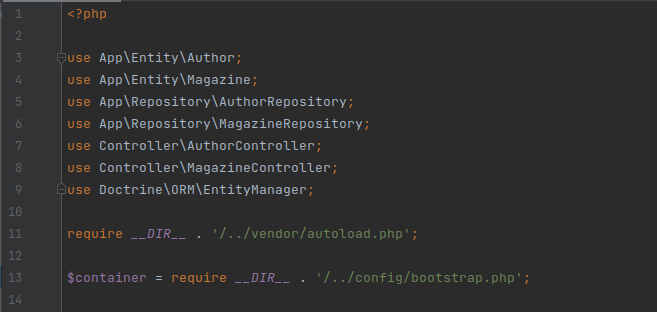 1 <?php
2
3 use App\Entity\Author;
4 use App\Entity\Magazine;
5 use App\Repository\AuthorRepository;
6 use App\Repository\MagazineRepository;
7 use Controller\AuthorController;
8 use Controller\MagazineController;
9 use Doctrine\ORM\EntityManager;
10
11 require __DIR__ . '/../vendor/autoload.php';
12
13 $container = require __DIR__ . '/../config/bootstrap.php';
14